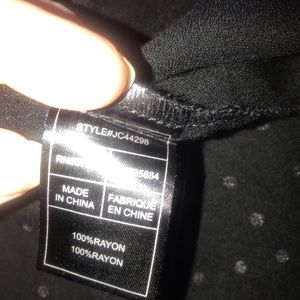 STYLE#JC44298
MADE
IN CHINA
FABRIQUE
EN CHINE
100%RAYON
100%RAYON